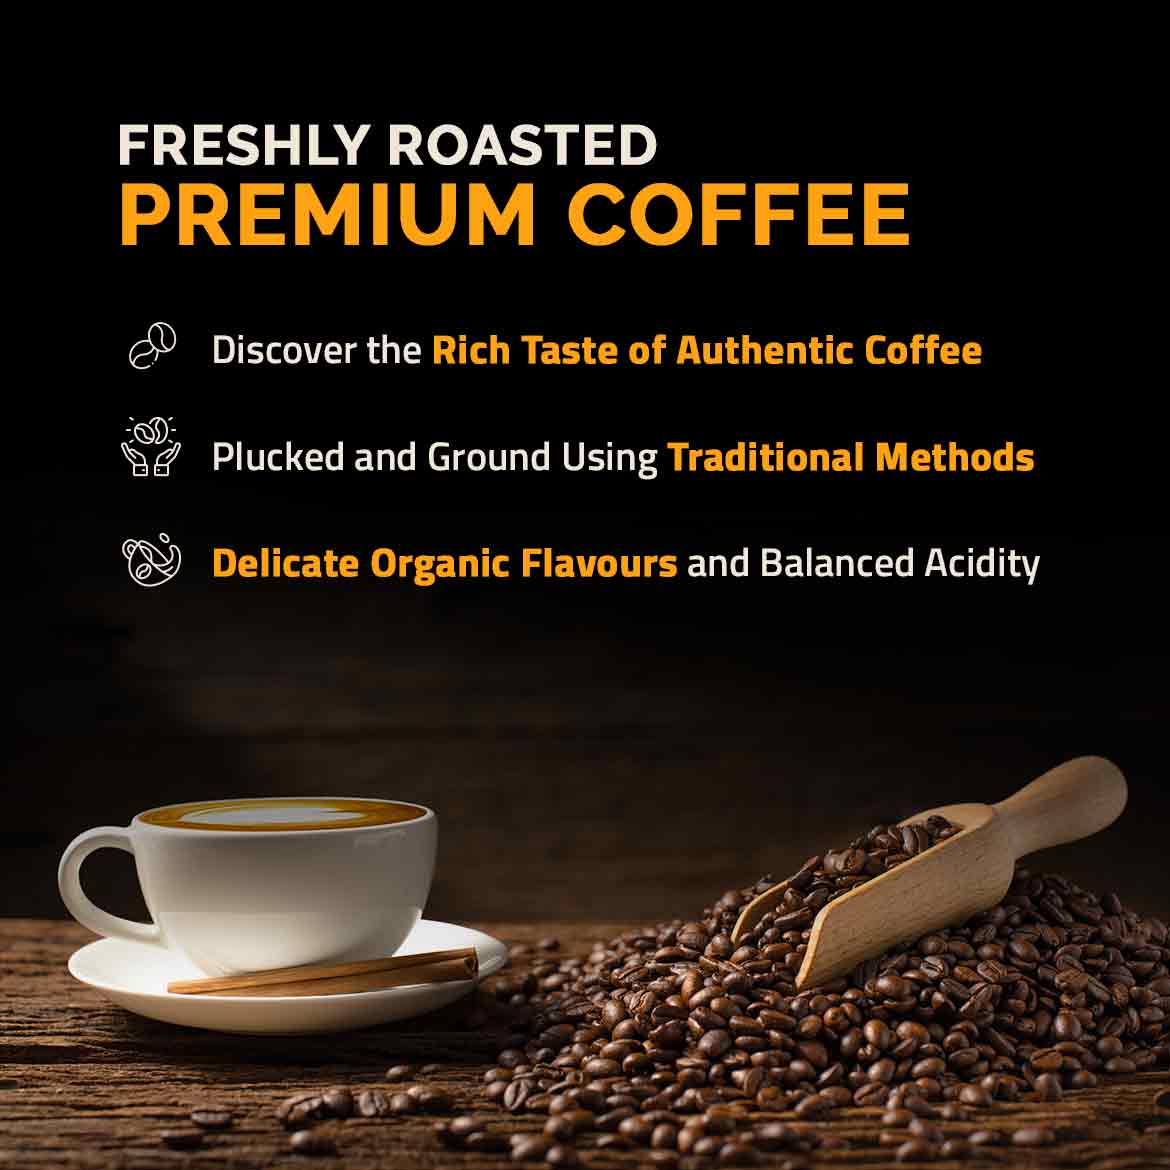 FRESHLY ROASTED
PREMIUM COFFEE
Discover the Rich Taste of Authentic Coffee
Plucked and Ground Using Traditional Methods
Delicate Organic Flavours and Balanced Acidity